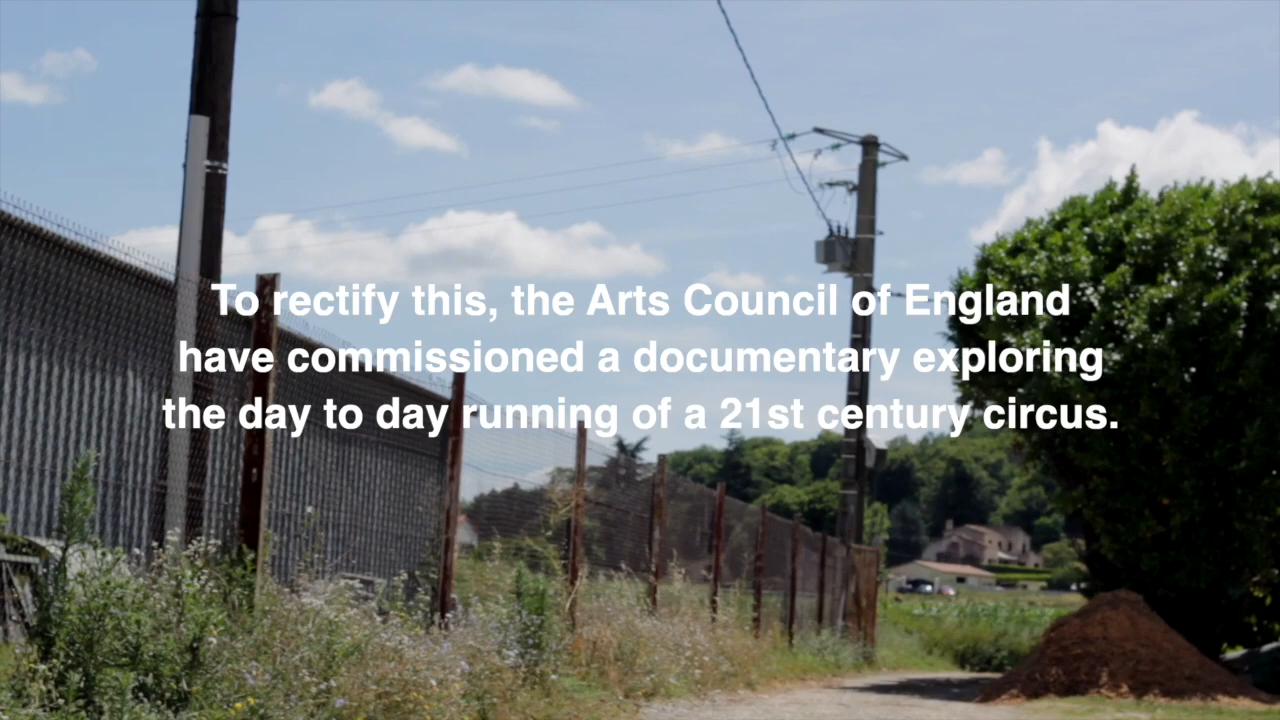 To rectify this, the Arts Council of England
have commissioned a documentary exploring
the day to day running of a 21st century circus.